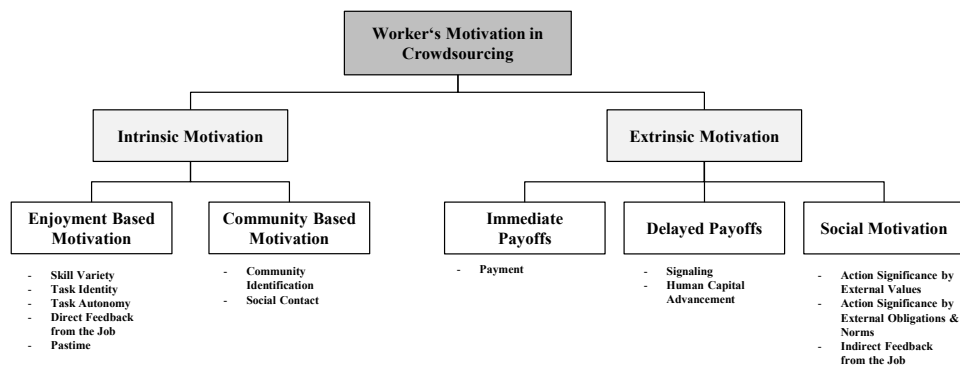 Worker‘s Motivation in
Crowdsourcing
Intrinsic Motivation
Extrinsic Motivation
Enjoyment Based
Motivation
Community Based
Motivation
Immediate
Payoffs
Delayed Payoffs
Social Motivation
- Skill Variety
- Task Identity
- Task Autonomy
- Direct Feedback
from the Job
- Pastime
- Community
Identification
- Social Contact
- Payment
- Signaling
- Human Capital
Advancement
- Action Significance by
External Values
- Action Significance by
External Obligations &
Norms
- Indirect Feedback
from the Job